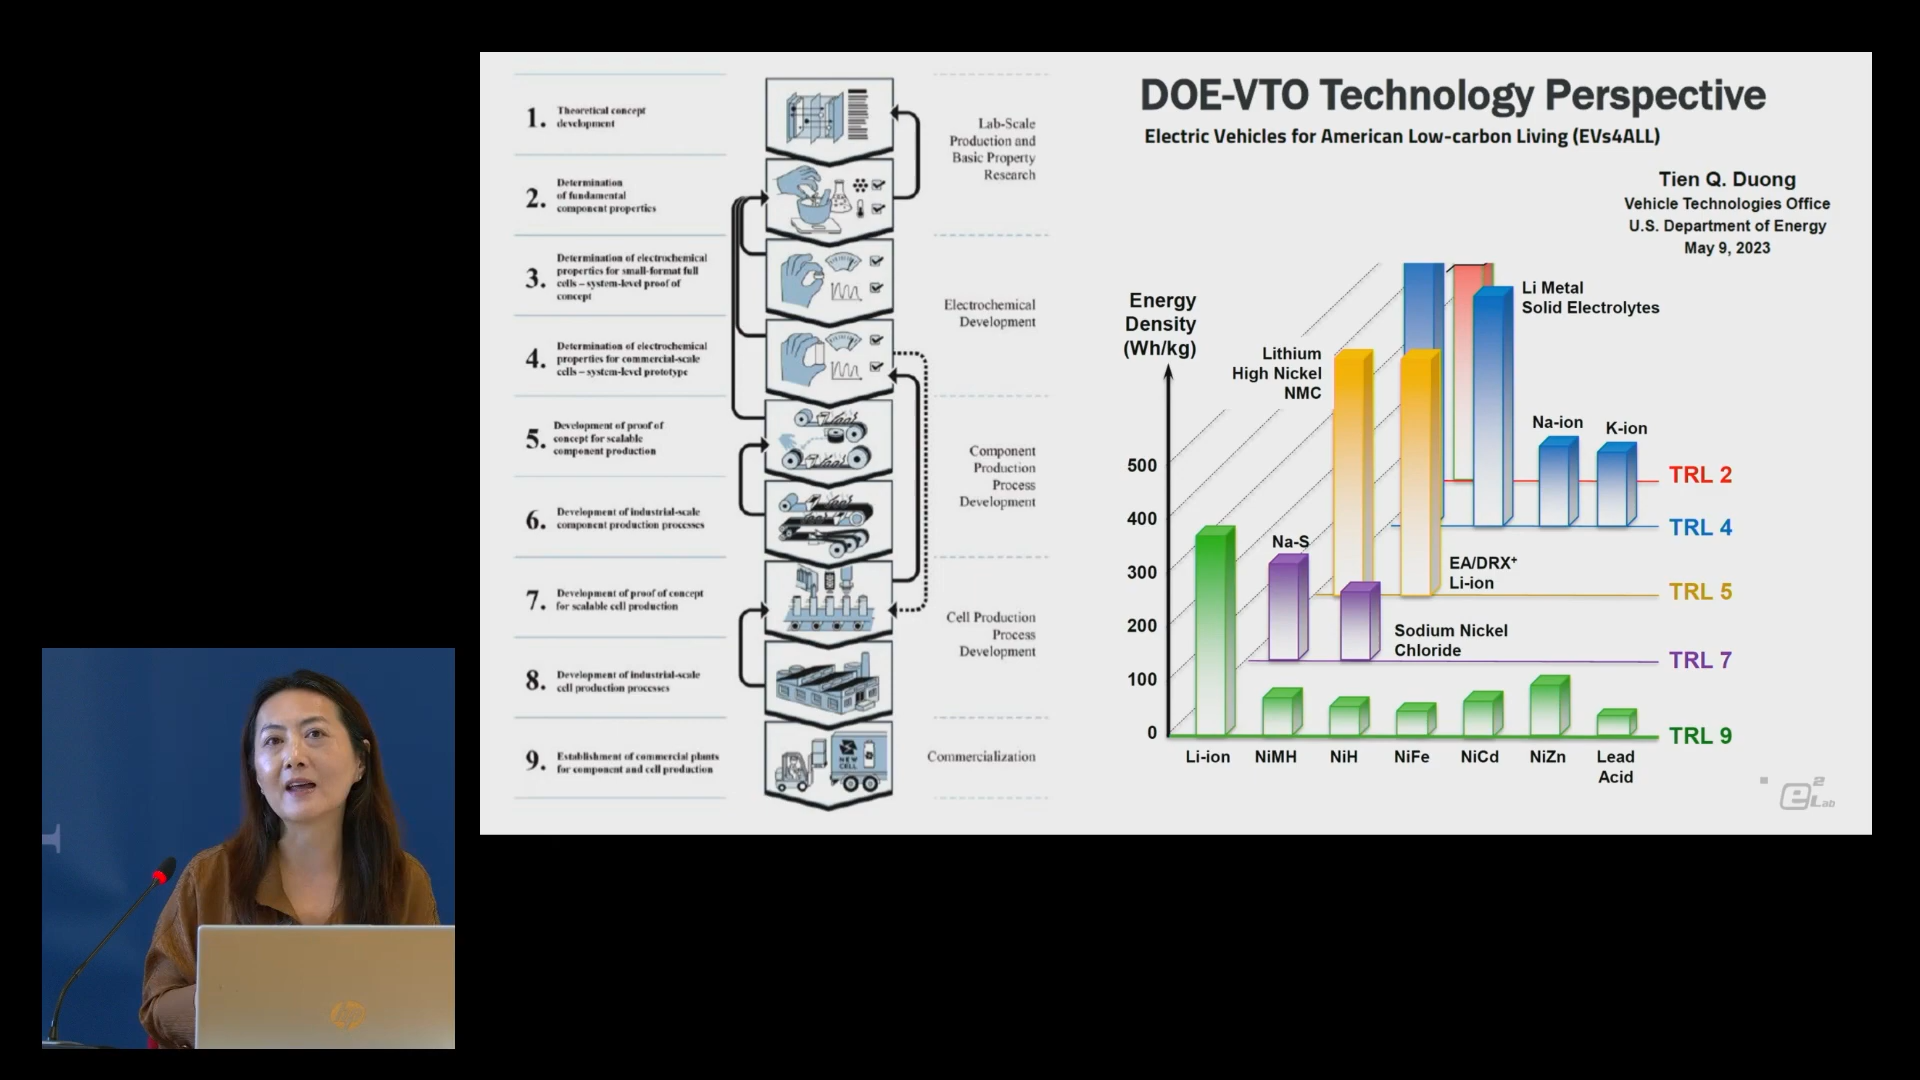 1. Theoretical concept
development
2. Determination
of fundamental
component properties
3. Determination of electrochemical
properties for small-format full
cells – system-level proof of
concept
4. Determination of electrochemical
properties for commercial-scale
cells – system-level prototype
5. Development of proof of
concept for scalable
component production
6. Development of industrial-scale
component production processes
7. Development of proof of concept
for scalable cell production
8. Development of industrial-scale
cell production processes
9. Establishment of commercial plants
for component and cell production
NEW
CELL
Lab-Scale
Production and
Basic Property
Research
Electrochemical
Development
Component
Production
Process
Development
Cell Production
Process
Development
Commercialization
DOE-VTO Technology Perspective
Electric Vehicles for American Low-carbon Living (EVs4ALL)
Tien Q. Duong
Vehicle Technologies Office
U.S. Department of Energy
May 9, 2023
Energy
Density
(Wh/kg)
500
400
300
200
100
0
Li Metal
Solid Electrolytes
Lithium
High Nickel
NMC
Na-ion
K-ion
TRL 2
TRL 4
Na-S
EA/DRX⁺
Li-ion
TRL 5
Sodium Nickel
Chloride
TRL 7
TRL 9
Li-ion
NiMH
NiH
NiFe
NiCd
NiZn
Lead
Acid
e² Lab
hp